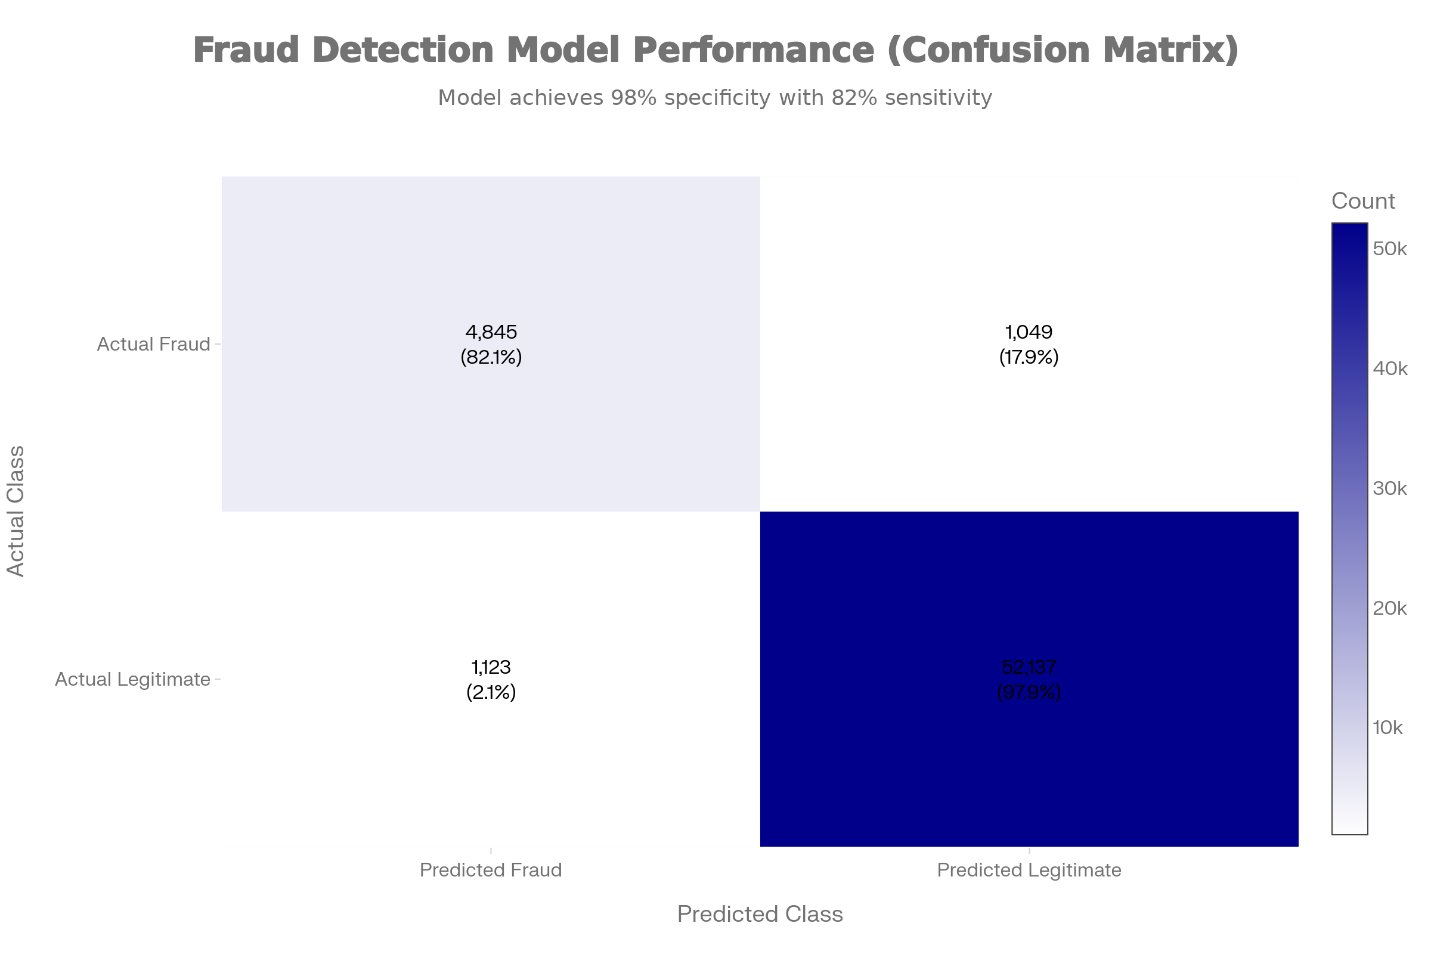 Fraud Detection Model Performance (Confusion Matrix)
Model achieves 98% specificity with 82% sensitivity
Count
50k
40k
30k
20k
10k
Actual Class
Actual Fraud
4,845
(82.1%)
1,049
(17.9%)
Actual Legitimate
1,123
(2.1%)
52,137
(97.9%)
Predicted Fraud
Predicted Legitimate
Predicted Class